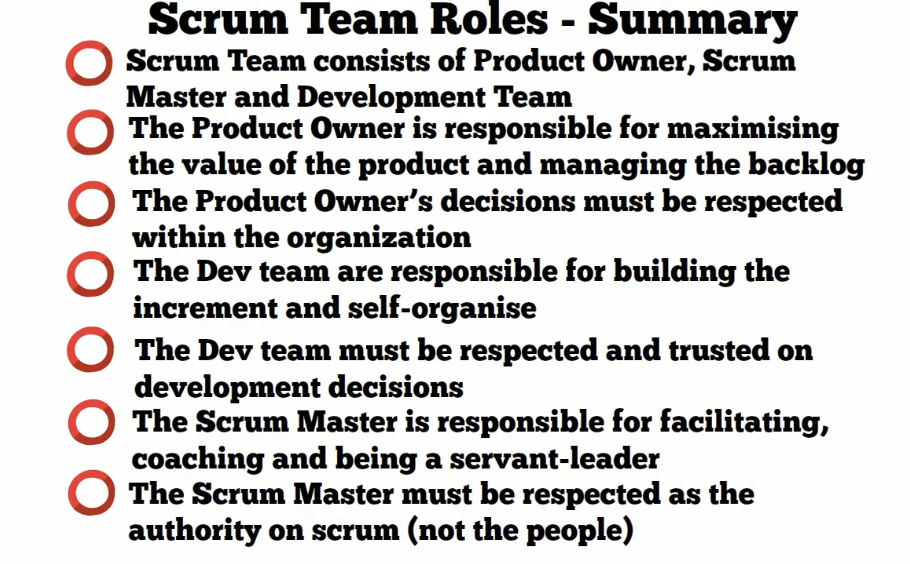 Scrum Team Roles - Summary
Scrum Team consists of Product Owner, Scrum
Master and Development Team
The Product Owner is responsible for maximising
the value of the product and managing the backlog
The Product Owner’s decisions must be respected
within the organization
The Dev team are responsible for building the
increment and self-organise
The Dev team must be respected and trusted on
development decisions
The Scrum Master is responsible for facilitating,
coaching and being a servant-leader
The Scrum Master must be respected as the
authority on scrum (not the people)